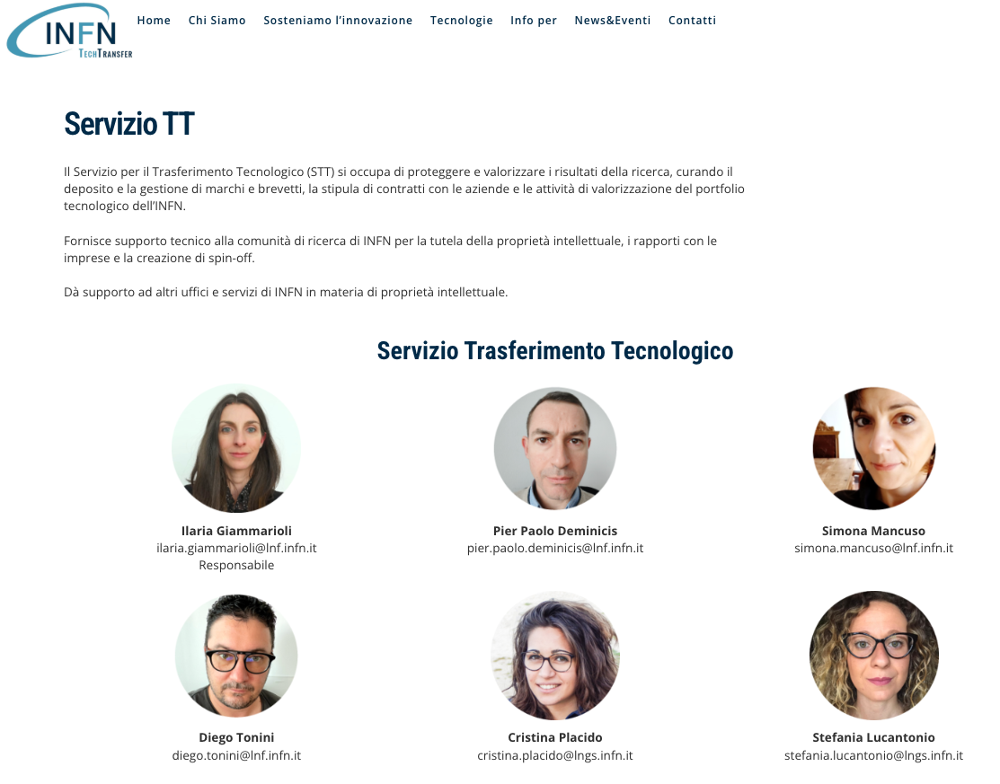 INFN
TECHTRANSFER
Home Chi Siamo Sosteniamo l’innovazione Tecnologie Info per News&Eventi Contatti
Servizio TT
Il Servizio per il Trasferimento Tecnologico (STT) si occupa di proteggere e valorizzare i risultati della ricerca, curando il
deposito e la gestione di marchi e brevetti, la stipula di contratti con le aziende e le attività di valorizzazione del portfolio
tecnologico dell’INFN.
Fornisce supporto tecnico alla comunità di ricerca di INFN per la tutela della proprietà intellettuale, i rapporti con le
imprese e la creazione di spin-off.
Dà supporto ad altri uffici e servizi di INFN in materia di proprietà intellettuale.
Servizio Trasferimento Tecnologico
Ilaria Giammarioli
ilaria.giammarioli@lnf.infn.it
Responsabile
Pier Paolo Deminicis
pier.paolo.deminicis@lnf.infn.it
Simona Mancuso
simona.mancuso@lnf.infn.it
Diego Tonini
diego.tonini@lnf.infn.it
Cristina Placido
cristina.placido@lngs.infn.it
Stefania Lucantonio
stefania.lucantonio@lngs.infn.it